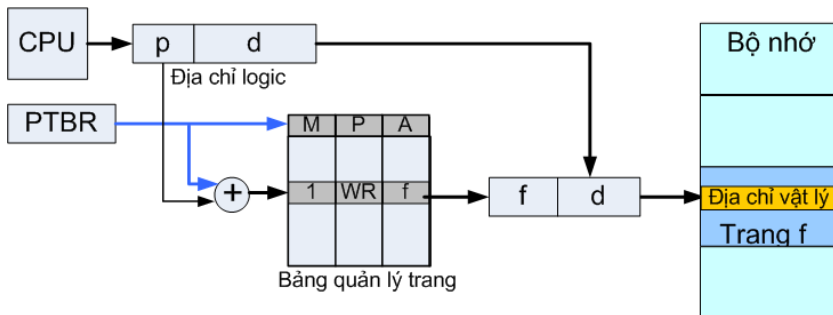 CPU
p d
Bộ nhớ
Địa chỉ logic
PTBR
M P A
+
1 WR f
f d
Địa chỉ vật lý
Trang f
Bảng quản lý trang